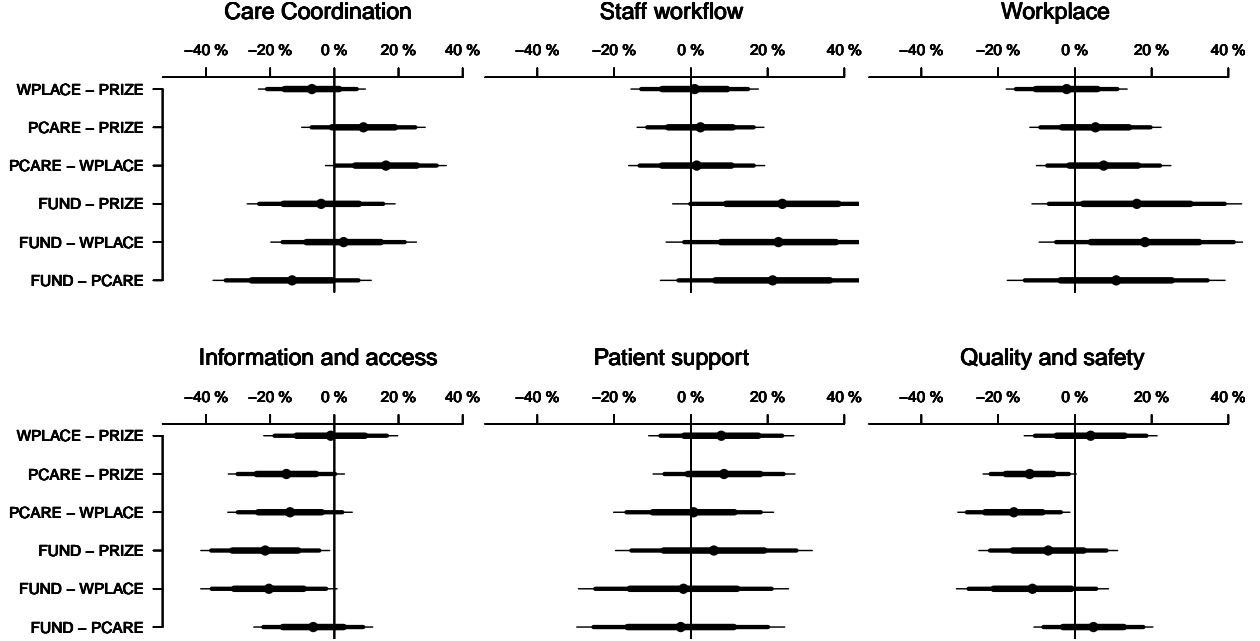 Care Coordination Staff workflow Workplace
−40 % −20 % 0 % 20 % 40 % −40 % −20 % 0 % 20 % 40 % −40 % −20 % 0 % 20 % 40 %
WPLACE − PRIZE
PCARE − PRIZE
PCARE − WPLACE
FUND − PRIZE
FUND − WPLACE
FUND − PCARE
Information and access Patient support Quality and safety
−40 % −20 % 0 % 20 % 40 % −40 % −20 % 0 % 20 % 40 % −40 % −20 % 0 % 20 % 40 %
WPLACE − PRIZE
PCARE − PRIZE
PCARE − WPLACE
FUND − PRIZE
FUND − WPLACE
FUND − PCARE